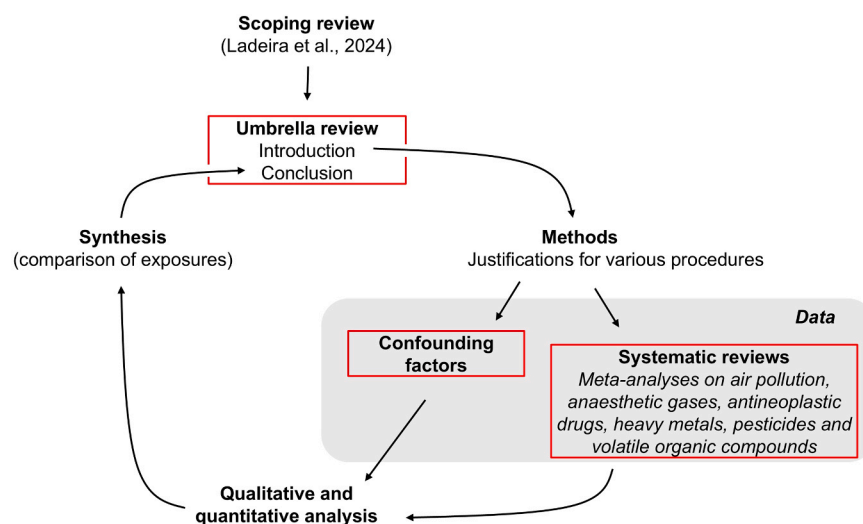 Scoping review
(Ladeira et al., 2024)
Umbrella review
Introduction
Conclusion
Synthesis
(comparison of exposures)
Methods
Justifications for various procedures
Data
Confounding
factors
Systematic reviews
Meta-analyses on air pollution,
anaesthetic gases, antineoplastic
drugs, heavy metals, pesticides and
volatile organic compounds
Qualitative and
quantitative analysis